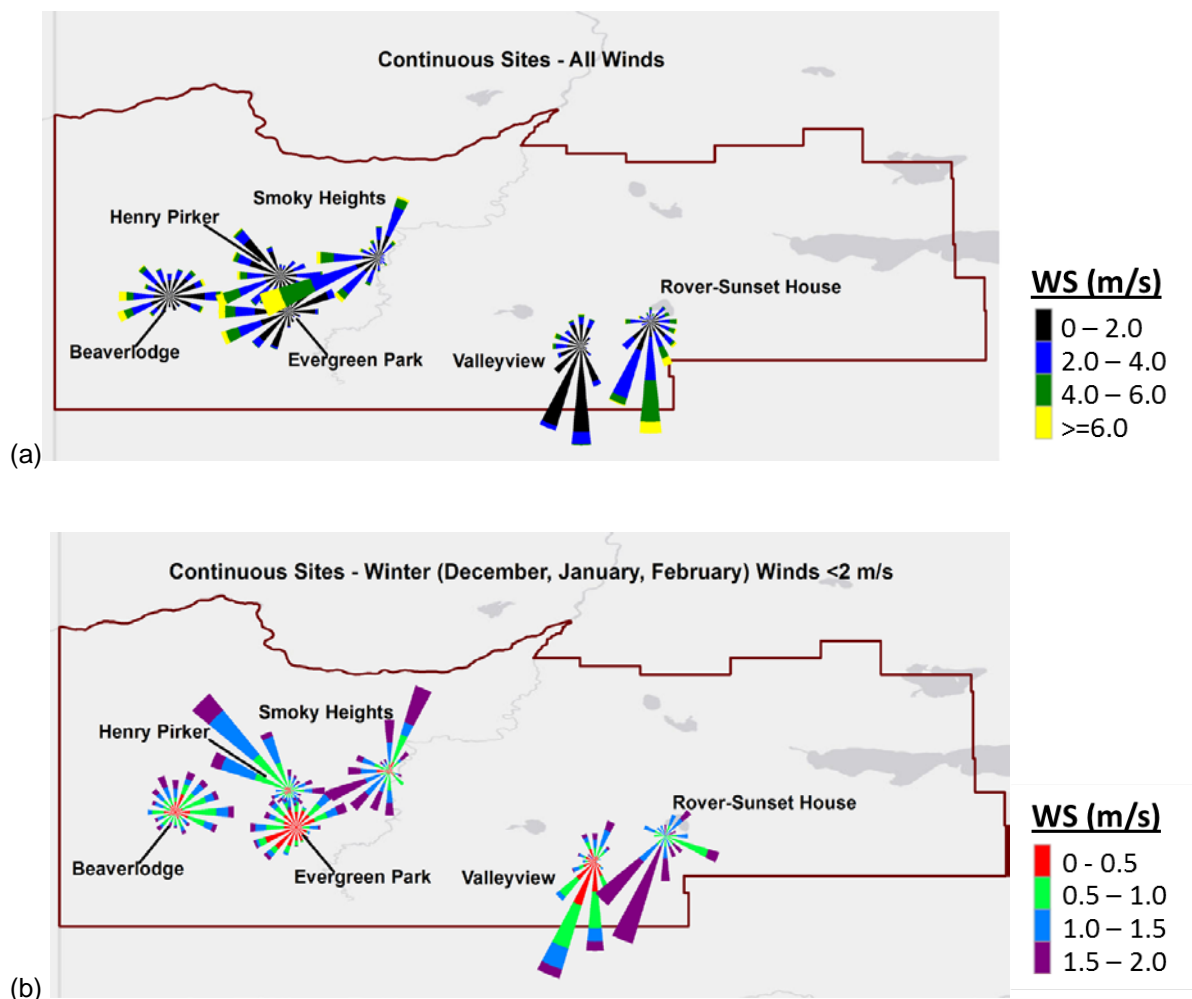 Continuous Sites - All Winds
Smoky Heights
Henry Pirker
Rover-Sunset House
Beaverlodge
Evergreen Park
Valleyview
WS (m/s)
0 – 2.0
2.0 – 4.0
4.0 – 6.0
>=6.0
(a)
Continuous Sites - Winter (December, January, February) Winds <2 m/s
Smoky Heights
Henry Pirker
Rover-Sunset House
Beaverlodge
Evergreen Park
Valleyview
WS (m/s)
0 - 0.5
0.5 – 1.0
1.0 – 1.5
1.5 – 2.0
(b)